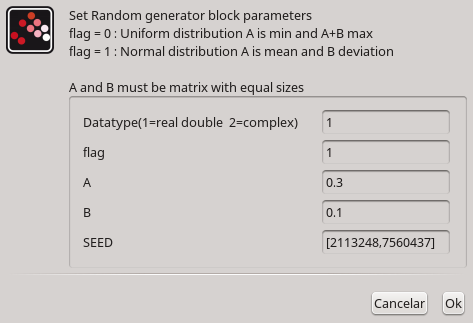 Set Random generator block parameters
flag = 0 : Uniform distribution A is min and A+B max
flag = 1 : Normal distribution A is mean and B deviation
A and B must be matrix with equal sizes
Datatype(1=real double  2=complex) 1
flag 1
A 0.3
B 0.1
SEED [2113248,7560437]
Cancelar Ok